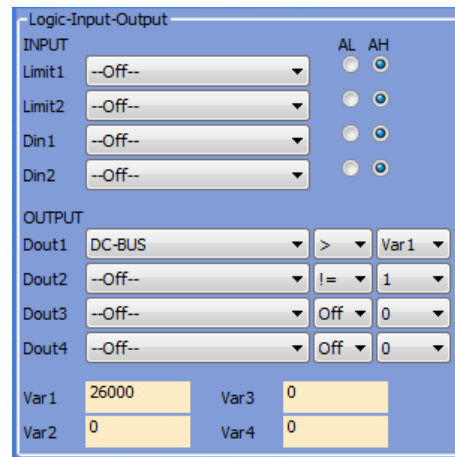 Logic-Input-Output
INPUT AL AH
Limit1 --Off--
Limit2 --Off--
Din1 --Off--
Din2 --Off--
OUTPUT
Dout1 DC-BUS > Var1
Dout2 --Off-- != 1
Dout3 --Off-- Off 0
Dout4 --Off-- Off 0
Var1 26000 Var3 0
Var2 0 Var4 0